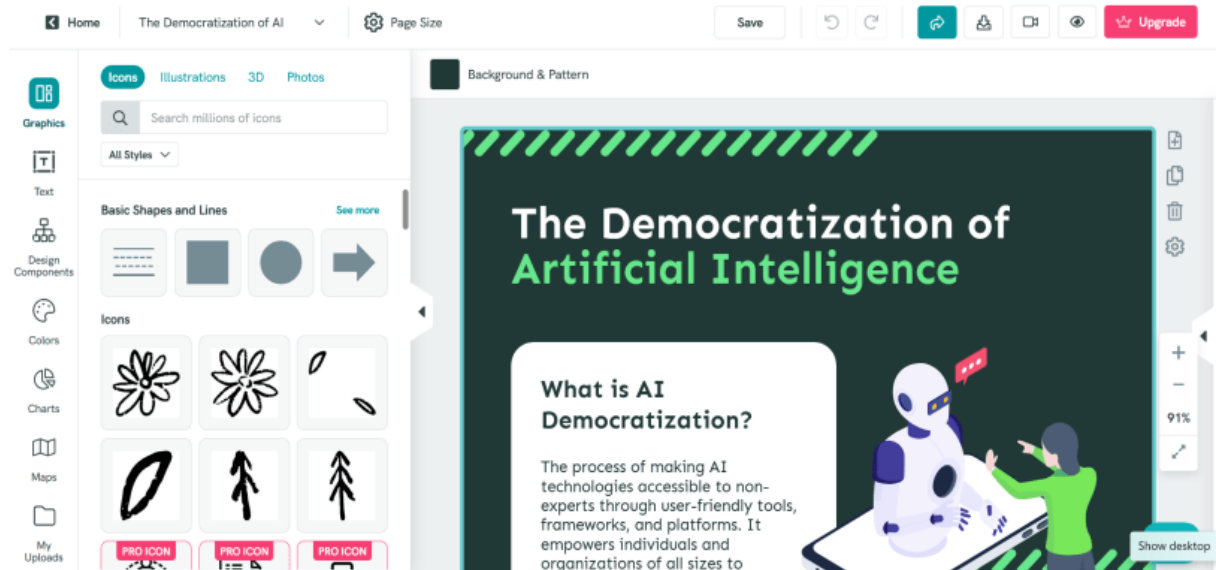 Home
The Democratization of AI
Page Size
Save
Upgrade
Graphics
Text
Design
Components
Colors
Charts
Maps
My
Uploads
Icons Illustrations 3D Photos
Search millions of icons
All Styles
Basic Shapes and Lines See more
Icons
PRO ICON PRO ICON PRO ICON
Background & Pattern
The Democratization of
Artificial Intelligence
What is AI
Democratization?
The process of making AI
technologies accessible to non-
experts through user-friendly tools,
frameworks, and platforms. It
empowers individuals and
organizations of all sizes to
91%
Show desktop